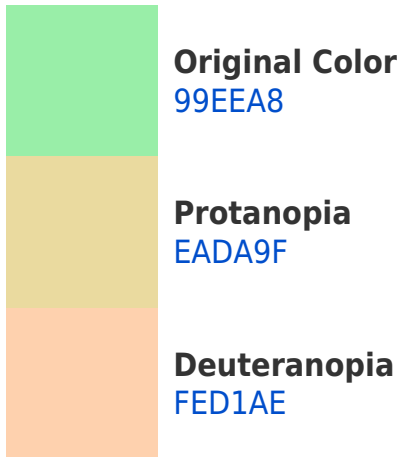 Original Color
99EEA8
Protanopia
EADA9F
Deuteranopia
FED1AE